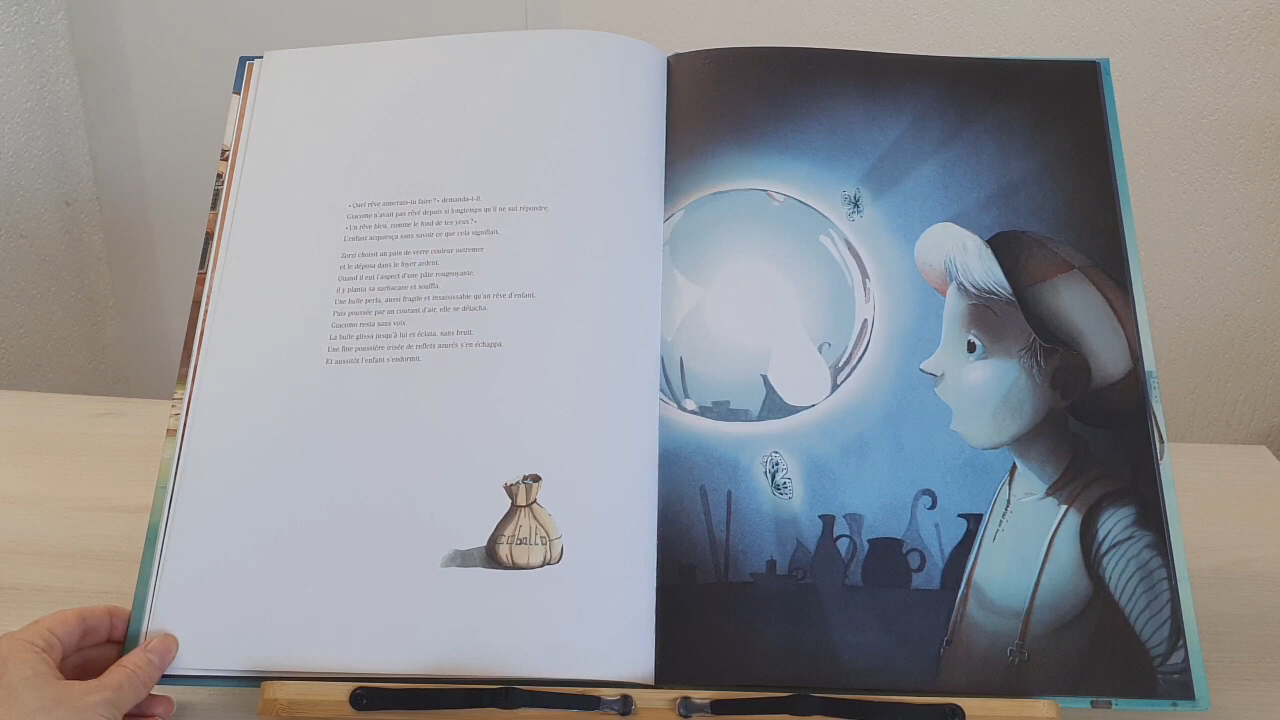 « Quel rêve aimerais-tu faire ? » demanda-t-il.
Giacomo n'avait pas rêvé depuis si longtemps qu'il ne sut répondre.
« Un rêve bleu, comme le fond de tes yeux ? »
L'enfant acquiesça sans savoir ce que cela signifiait.
Zorzi choisit un pain de verre couleur outremer
et le déposa dans le foyer ardent.
Quand il eut l'aspect d'une pâte rougeoyante,
il y planta sa sarbacane et souffla.
Une bulle perla, aussi fragile et insaisissable qu'un rêve d'enfant.
Puis poussée par un courant d'air, elle se détacha.
Giacomo resta sans voix.
La bulle glissa jusqu'à lui et éclata, sans bruit.
Une fine poussière irisée de reflets azurés s'en échappa.
Et aussitôt l'enfant s'endormit.
cobalto